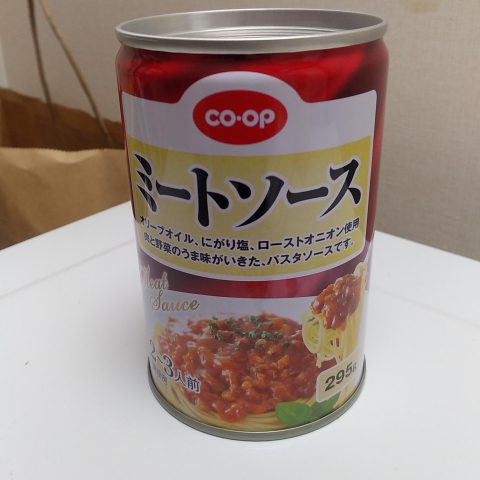 CO·OP
ミートソース
オリーブオイル、にがり塩、ローストオニオン使用
肉と野菜のうま味がいきた、パスタソースです。
Meat
Sauce
2~3人前
295